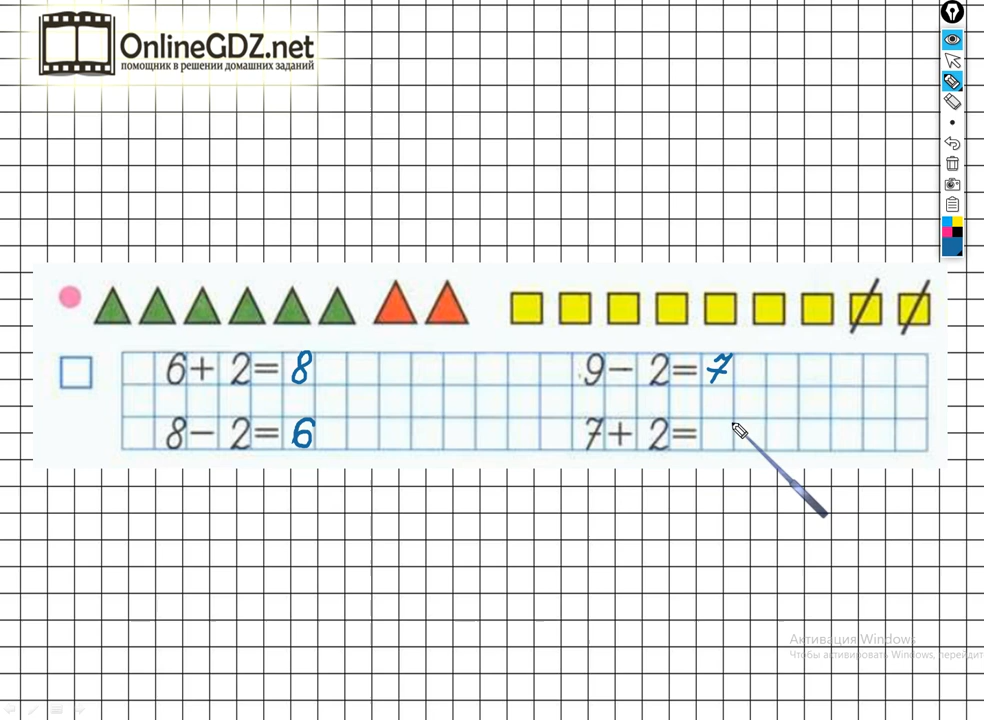 OnlineGDZ.net
помощник в решении домашних заданий
6+ 2= 8
9- 2= 7
8- 2= 6
7+ 2=
Активация Windows
Чтобы активировать Windows, перейдит